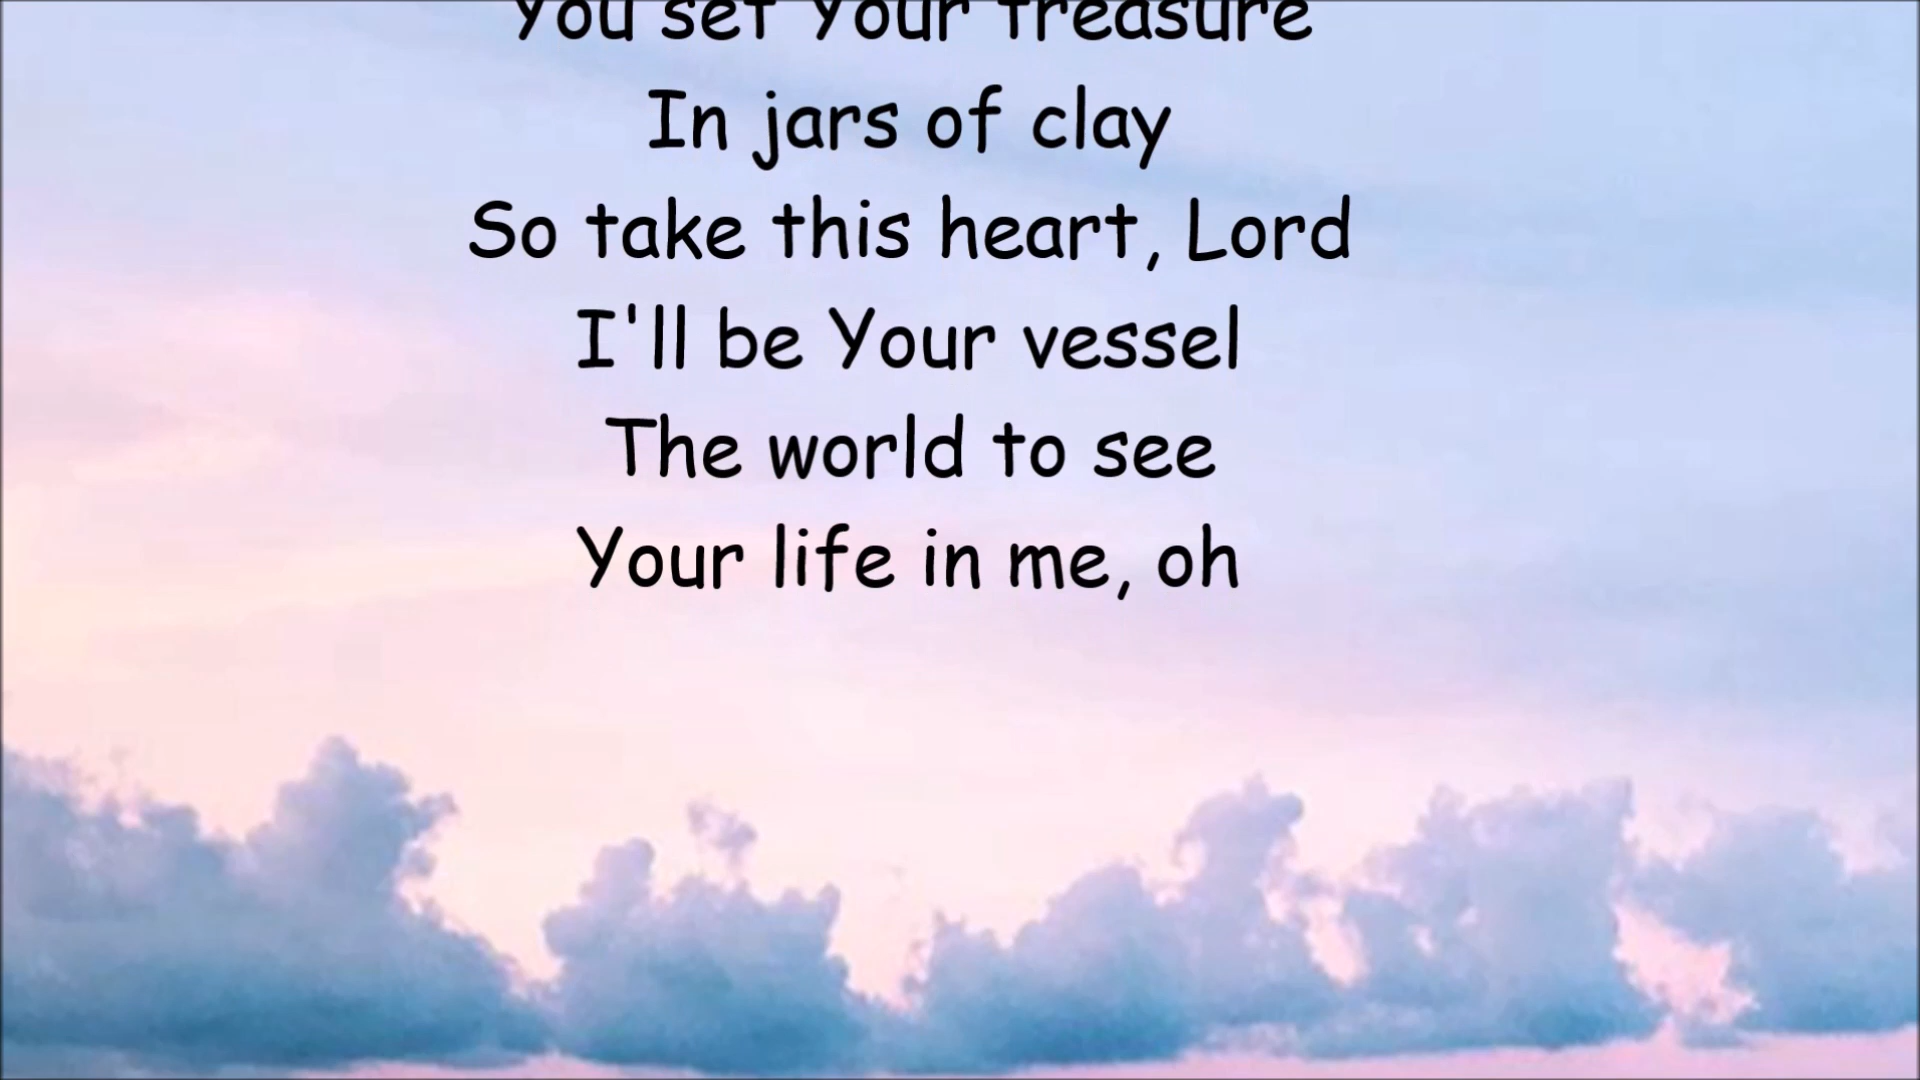 You set Your treasure
In jars of clay
So take this heart, Lord
I'll be Your vessel
The world to see
Your life in me, oh